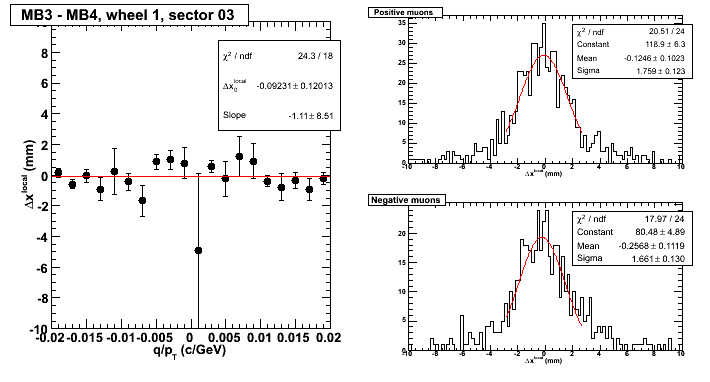 MB3 - MB4, wheel 1, sector 03
χ² / ndf 24.3 / 18
Δx₀^local -0.09231 ± 0.12013
Slope -1.11 ± 8.51
Δx^local (mm)
8
6
4
2
0
-2
-4
-6
-8
-10
-0.02 -0.015 -0.01 -0.005 0 0.005 0.01 0.015 0.02
q/p_T (c/GeV)
Positive muons
χ² / ndf 20.51 / 24
Constant 118.9 ± 6.3
Mean -0.1246 ± 0.1023
Sigma 1.759 ± 0.123
35
30
25
20
15
10
5
0
-10 -8 -6 -4 -2 0 2 4 6 8 10
Δx^local (mm)
Negative muons
χ² / ndf 17.97 / 24
Constant 80.48 ± 4.89
Mean -0.2568 ± 0.1119
Sigma 1.661 ± 0.130
25
20
15
10
5
0
-10 -8 -6 -4 -2 0 2 4 6 8 10
Δx^local (mm)